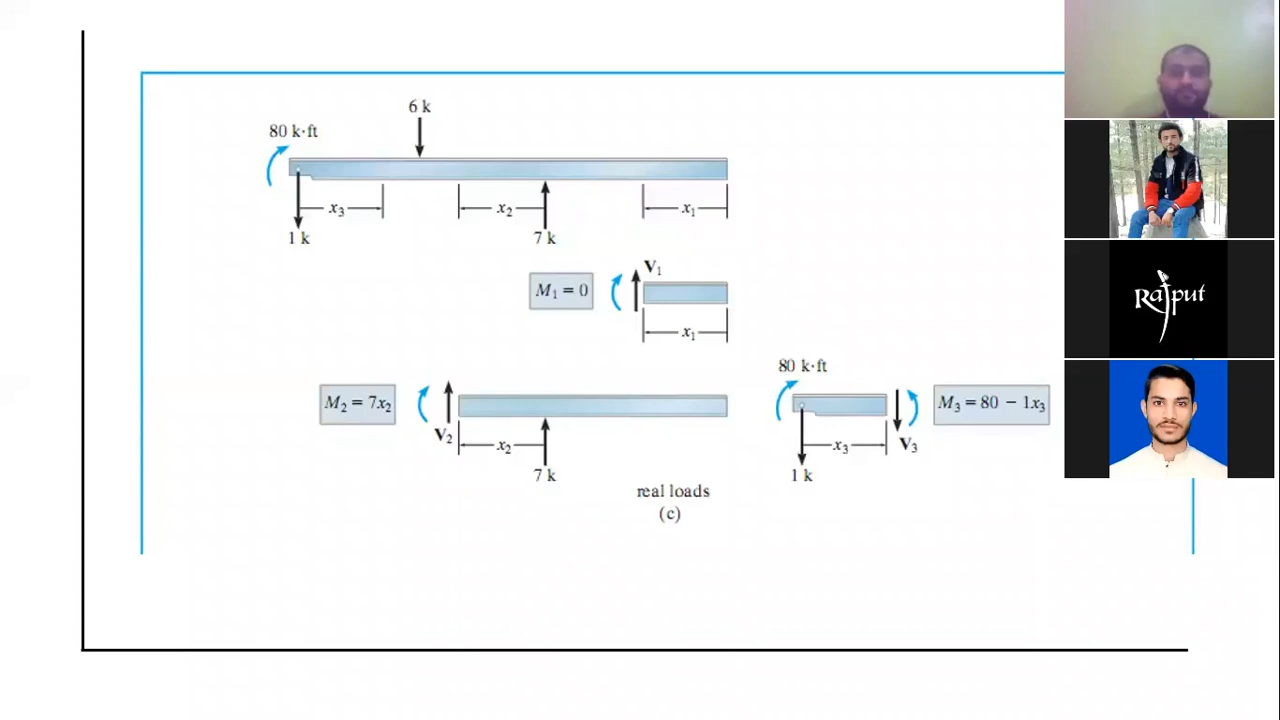 6 k
80 k·ft
x₃
x₂
x₁
1 k
7 k
V₁
M₁ = 0
x₁
80 k·ft
M₂ = 7x₂
V₂
x₂
7 k
M₃ = 80 − 1x₃
V₃
x₃
1 k
real loads
(c)
Rajput